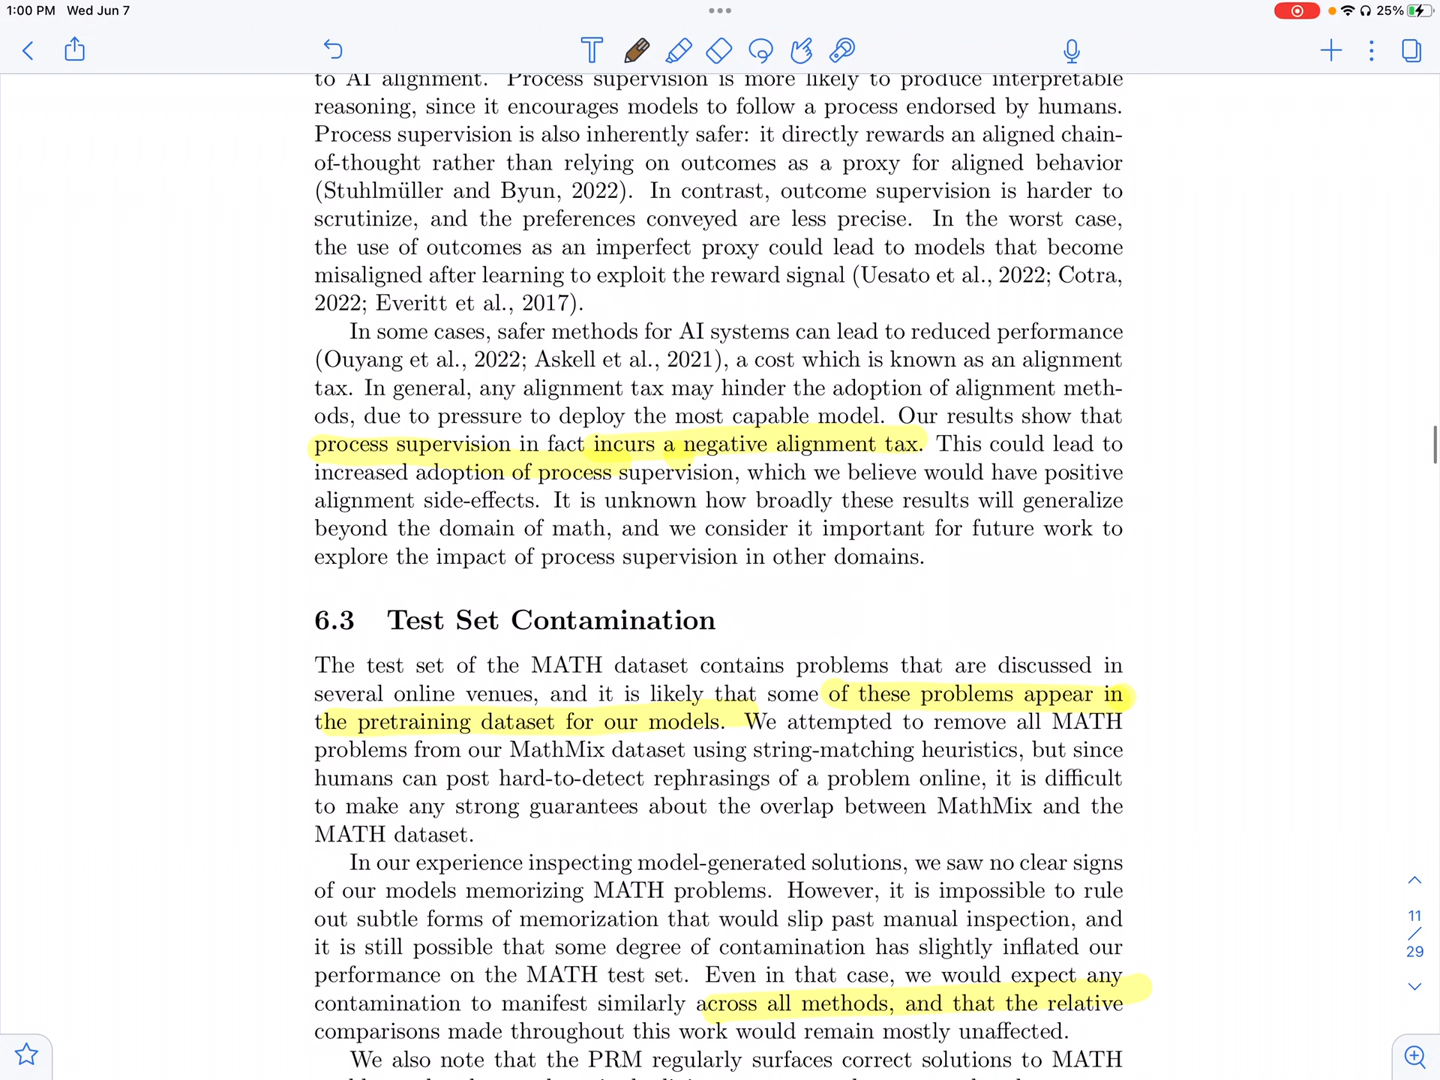 1:00 PM Wed Jun 7
25%
to AI alignment. Process supervision is more likely to produce interpretable
reasoning, since it encourages models to follow a process endorsed by humans.
Process supervision is also inherently safer: it directly rewards an aligned chain-
of-thought rather than relying on outcomes as a proxy for aligned behavior
(Stuhlmüller and Byun, 2022). In contrast, outcome supervision is harder to
scrutinize, and the preferences conveyed are less precise. In the worst case,
the use of outcomes as an imperfect proxy could lead to models that become
misaligned after learning to exploit the reward signal (Uesato et al., 2022; Cotra,
2022; Everitt et al., 2017).
In some cases, safer methods for AI systems can lead to reduced performance
(Ouyang et al., 2022; Askell et al., 2021), a cost which is known as an alignment
tax. In general, any alignment tax may hinder the adoption of alignment meth-
ods, due to pressure to deploy the most capable model. Our results show that
process supervision in fact incurs a negative alignment tax. This could lead to
increased adoption of process supervision, which we believe would have positive
alignment side-effects. It is unknown how broadly these results will generalize
beyond the domain of math, and we consider it important for future work to
explore the impact of process supervision in other domains.
6.3 Test Set Contamination
The test set of the MATH dataset contains problems that are discussed in
several online venues, and it is likely that some of these problems appear in
the pretraining dataset for our models. We attempted to remove all MATH
problems from our MathMix dataset using string-matching heuristics, but since
humans can post hard-to-detect rephrasings of a problem online, it is difficult
to make any strong guarantees about the overlap between MathMix and the
MATH dataset.
In our experience inspecting model-generated solutions, we saw no clear signs
of our models memorizing MATH problems. However, it is impossible to rule
out subtle forms of memorization that would slip past manual inspection, and
it is still possible that some degree of contamination has slightly inflated our
performance on the MATH test set. Even in that case, we would expect any
contamination to manifest similarly across all methods, and that the relative
comparisons made throughout this work would remain mostly unaffected.
We also note that the PRM regularly surfaces correct solutions to MATH
11
/
29